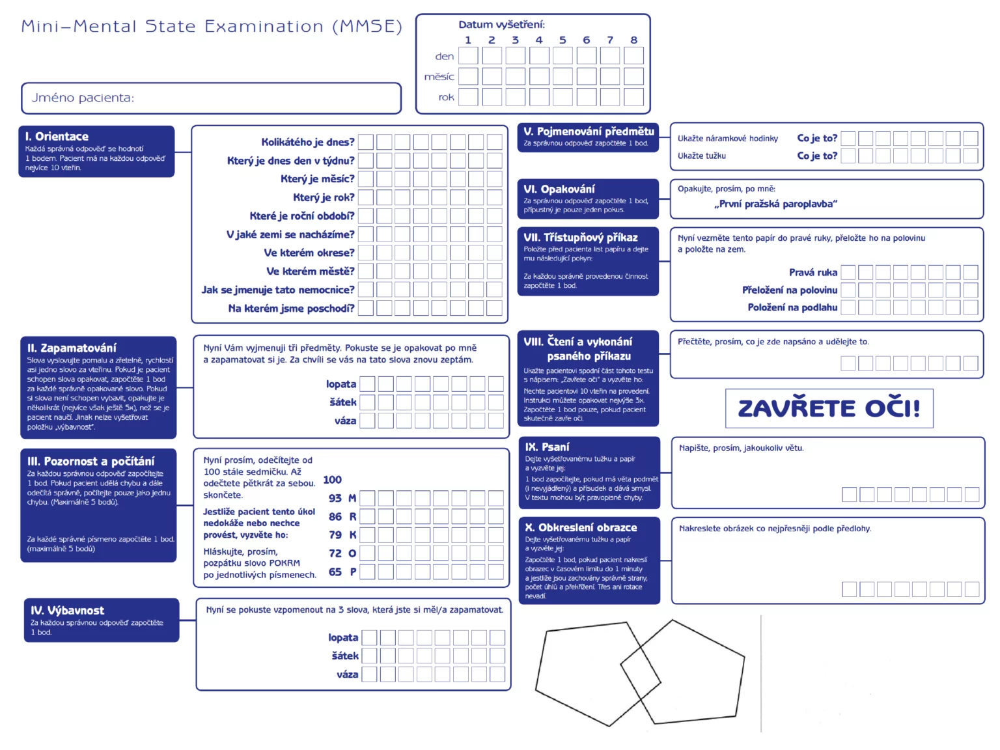 Mini-Mental State Examination (MMSE)
Datum vyšetření:
1 2 3 4 5 6 7 8
den
měsíc
rok
Jméno pacienta:
I. Orientace
Každá správná odpověď se hodnotí
1 bodem. Pacient má na každou odpověď
nejvíce 10 vteřin.
Kolikátého je dnes?
Který je dnes den v týdnu?
Který je měsíc?
Který je rok?
Které je roční období?
V jaké zemi se nacházíme?
Ve kterém okrese?
Ve kterém městě?
Jak se jmenuje tato nemocnice?
Na kterém jsme poschodí?
II. Zapamatování
Slova vyslovujte pomalu a zřetelně, rychlostí
asi jedno slovo za vteřinu. Pokud je pacient
schopen slova opakovat, započtěte 1 bod
za každé správně opakované slovo. Pokud
si slova není schopen vybavit, opakujte je
několikrát (nejvíce však ještě 5x), než se je
pacient naučí. Jinak nelze vyšetřovat
položku „výbavnost“.
Nyní Vám vyjmenuji tři předměty. Pokuste se je opakovat po mně
a zapamatovat si je. Za chvíli se vás na tato slova znovu zeptám.
lopata
šátek
váza
III. Pozornost a počítání
Za každou správnou odpověď započítejte
1 bod. Pokud pacient udělá chybu a dále
odečítá správně, počítejte pouze jako jednu
chybu. (Maximálně 5 bodů).
Za každé správné písmeno započtěte 1 bod.
(maximálně 5 bodů)
Nyní prosím, odečítejte od
100 stále sedmičku. Až
odečtete pětkrát za sebou.
skončete.
Jestliže pacient tento úkol
nedokáže nebo nechce
provést, vyzvěte ho:
Hláskujte, prosím,
pozpátku slovo POKRM
po jednotlivých písmenech.
100
93 M
86 R
79 K
72 O
65 P
IV. Výbavnost
Za každou správnou odpověď započtěte
1 bod.
Nyní se pokuste vzpomenout na 3 slova, která jste si měl/a zapamatovat.
lopata
šátek
váza
V. Pojmenování předmětu
Za správnou odpověď započtěte 1 bod.
Ukažte náramkové hodinky Co je to?
Ukažte tužku Co je to?
VI. Opakování
Za správnou odpověď započtěte 1 bod,
přípustný je pouze jeden pokus.
Opakujte, prosím, po mně:
„První pražská paroplavba“
VII. Třístupňový příkaz
Položte před pacienta list papíru a dejte
mu následující pokyn:
Za každou správně provedenou činnost
započtěte 1 bod.
Nyní vezměte tento papír do pravé ruky, přeložte ho na polovinu
a položte na zem.
Pravá ruka
Přeložení na polovinu
Položení na podlahu
VIII. Čtení a vykonání
psaného příkazu
Ukažte pacientovi spodní část tohoto testu
s nápisem: „Zavřete oči“ a vyzvěte ho:
Nechte pacientovi 10 vteřin na provedení.
Instrukci můžete opakovat nejvýše 3x.
Započtěte 1 bod pouze, pokud pacient
skutečně zavře oči.
Přečtěte, prosím, co je zde napsáno a udělejte to.
ZAVŘETE OČI!
IX. Psaní
Dejte vyšetřovanému tužku a papír
a vyzvěte jej:
1 bod započítejte, pokud má věta podmět
(i nevyjádřený) a přísudek a dává smysl.
V textu mohou být pravopisné chyby.
Napište, prosím, jakoukoliv větu.
X. Obkreslení obrazce
Dejte vyšetřovanému tužku a papír
a vyzvěte jej:
Započtěte 1 bod, pokud pacient nakreslí
obrazec v časovém limitu do 1 minuty
a jestliže jsou zachovány správně strany,
počet úhlů a překřížení. Třes ani rotace
nevadí.
Nakreslete obrázek co nejpřesněji podle předlohy.